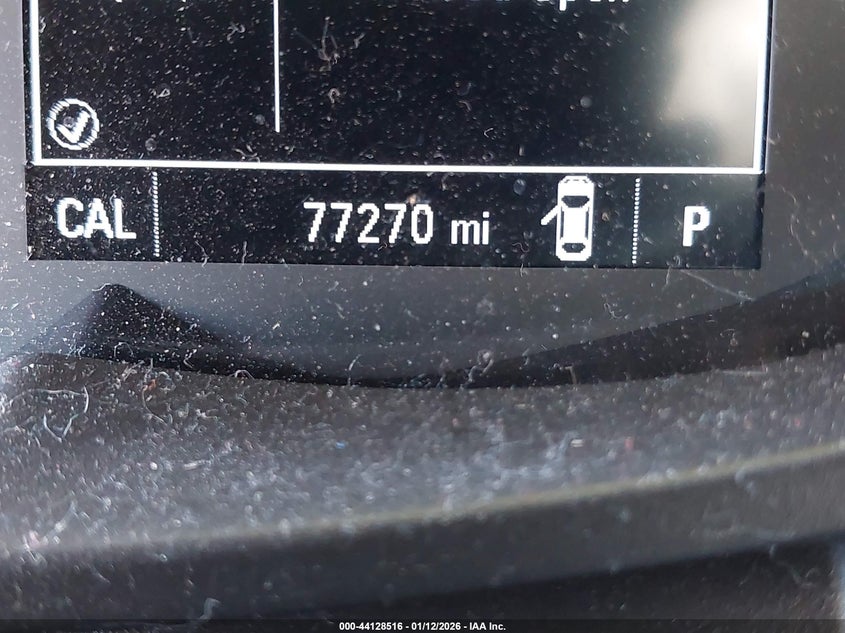 CAL 77270 mi P
000-44128516 - 01/12/2026 - IAA Inc.